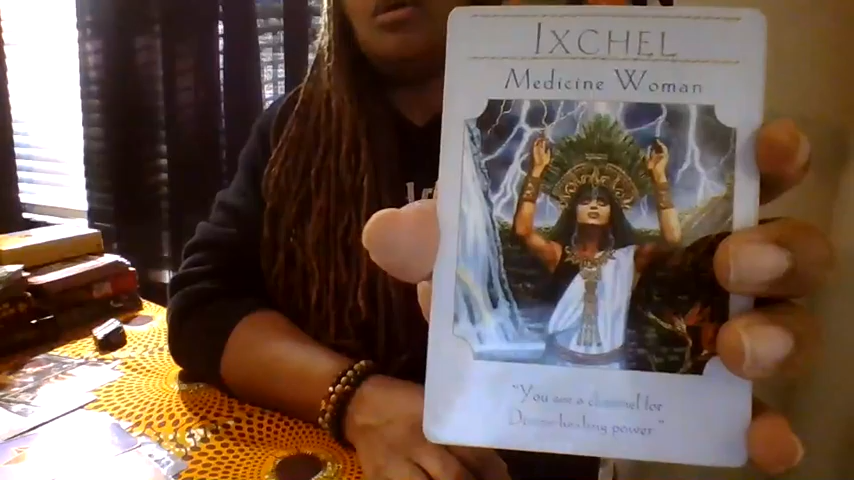 IXCHEL
Medicine Woman
"You are a channel for
Divine healing power."